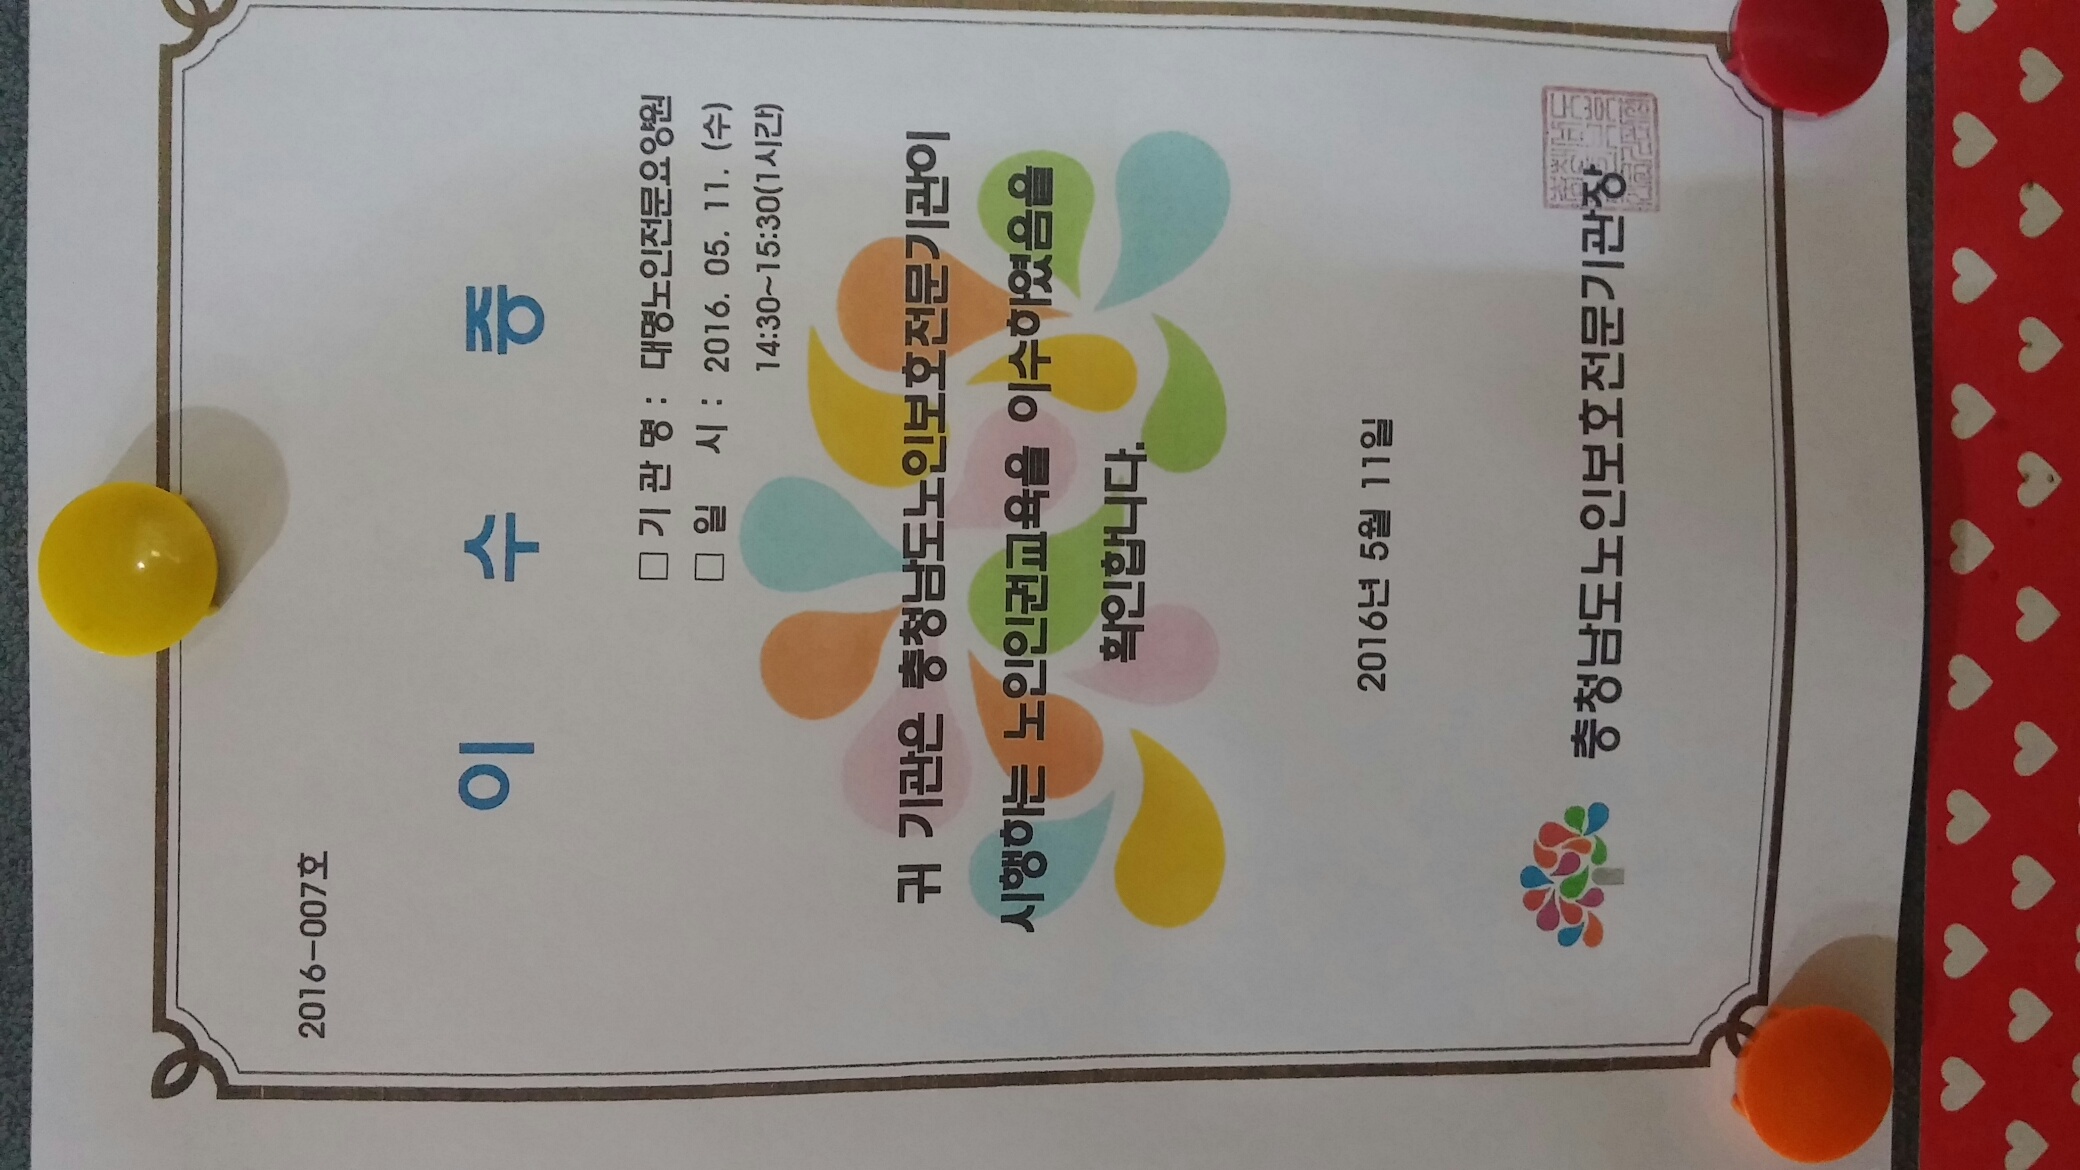 2016-007호
이 수 증
□ 기 관 명 : 대명노인전문요양원
□ 일 시 : 2016. 05. 11. (수)
14:30~15:30(1시간)
귀 기관은 충청남도노인보호전문기관이
시행하는 노인인권교육을 이수하였음을
확인합니다.
2016년 5월 11일
충청남도노인보호전문기관장